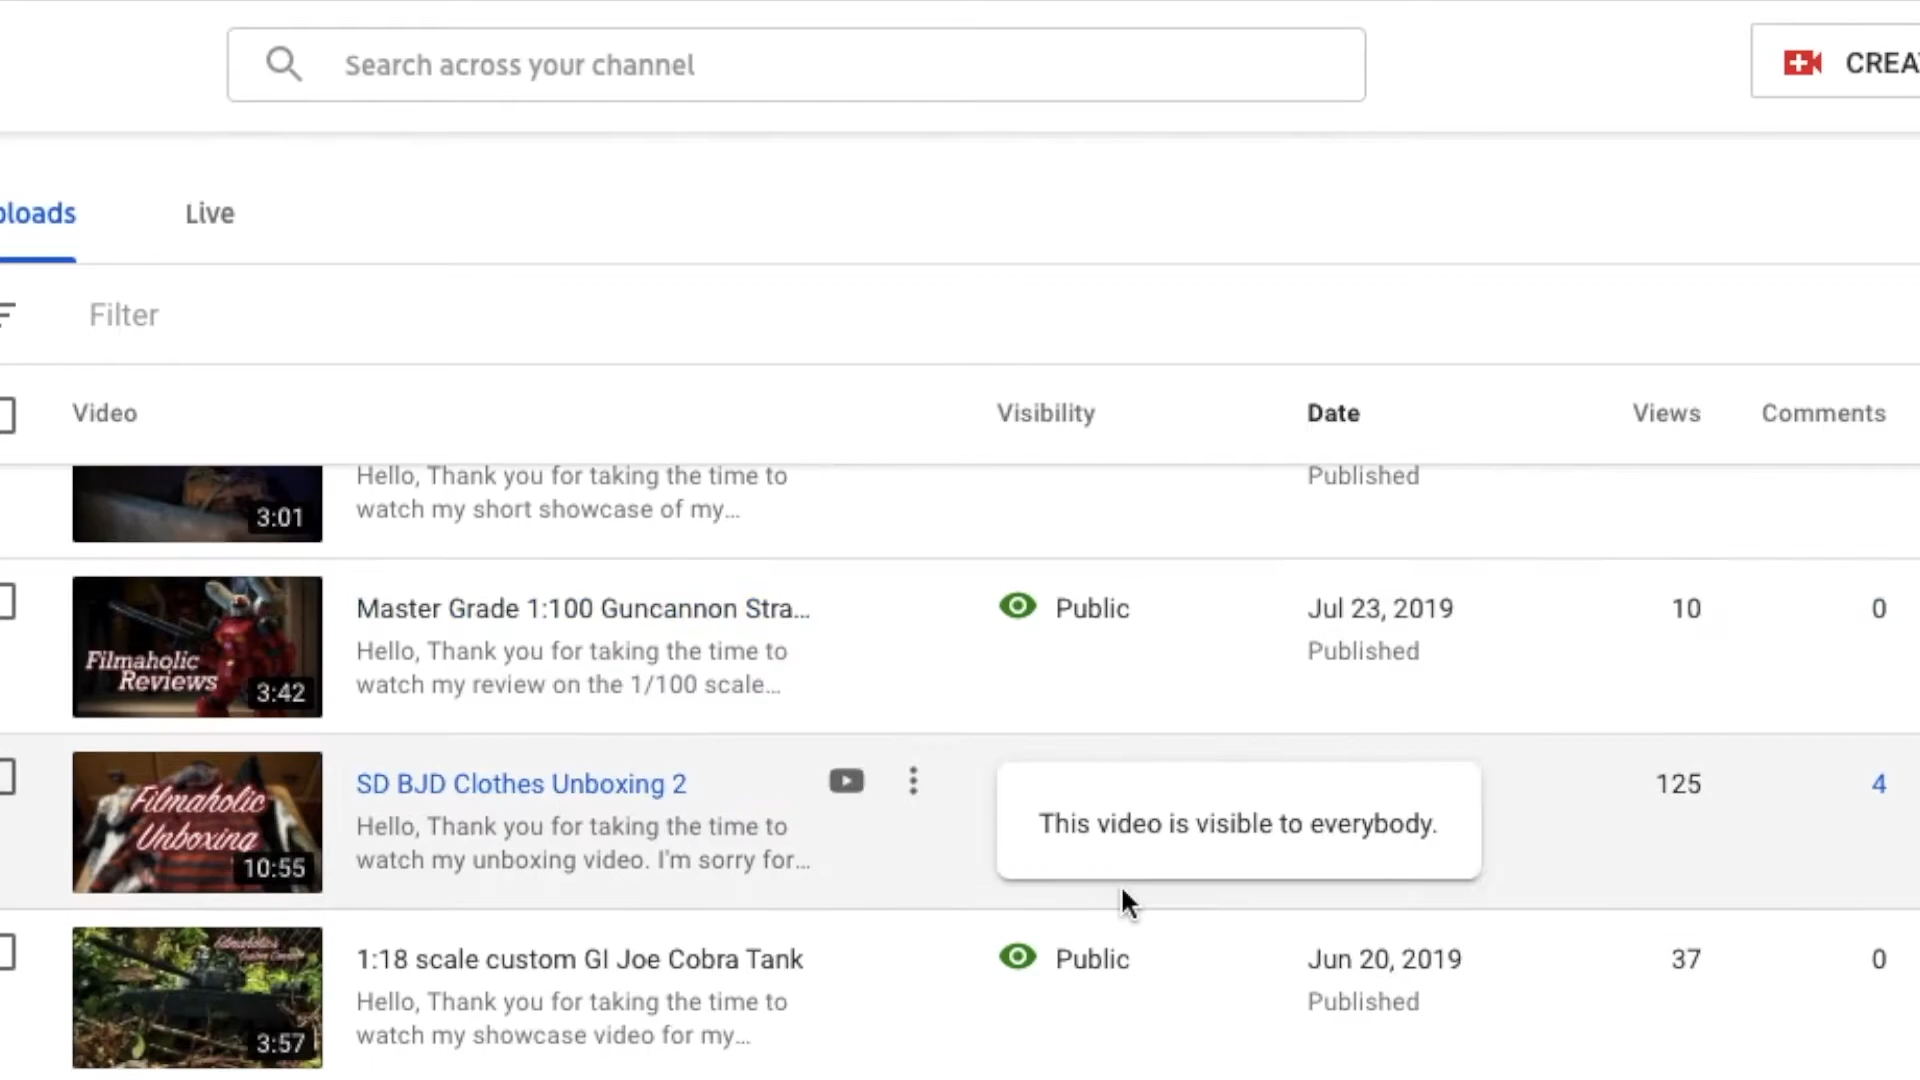 Search across your channel
CREA
ploads
Live
Filter
Video
Visibility
Date
Views
Comments
3:01
Hello, Thank you for taking the time to
watch my short showcase of my…
Published
Filmaholic
Reviews
3:42
Master Grade 1:100 Guncannon Stra…
Hello, Thank you for taking the time to
watch my review on the 1/100 scale…
Public
Jul 23, 2019
Published
10
0
Filmaholic
Unboxing
10:55
SD BJD Clothes Unboxing 2
Hello, Thank you for taking the time to
watch my unboxing video. I'm sorry for…
This video is visible to everybody.
125
4
3:57
1:18 scale custom GI Joe Cobra Tank
Hello, Thank you for taking the time to
watch my showcase video for my…
Public
Jun 20, 2019
Published
37
0